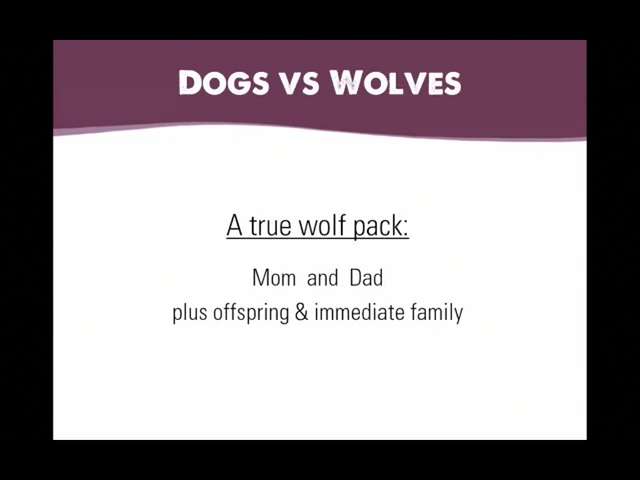 DOGS VS WOLVES
A true wolf pack:
Mom and Dad
plus offspring & immediate family